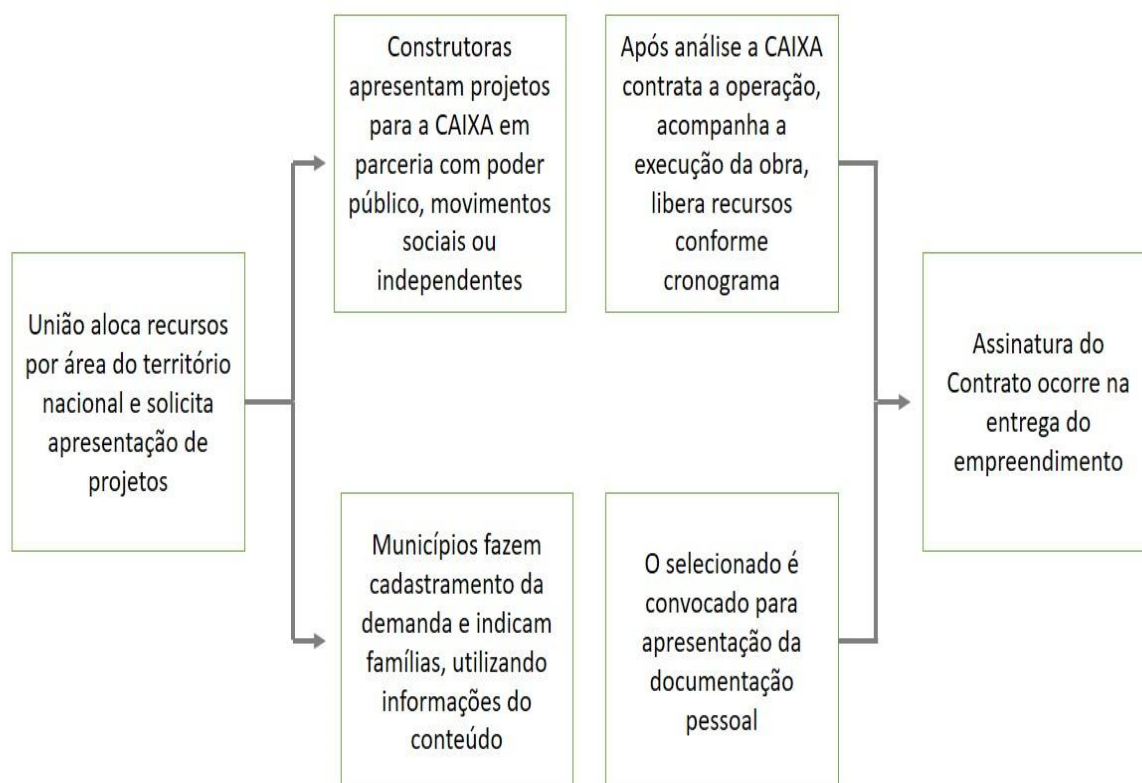 União aloca recursos
por área do território
nacional e solicita
apresentação de
projetos
Construtoras
apresentam projetos
para a CAIXA em
parceria com poder
público, movimentos
sociais ou
independentes
Após análise a CAIXA
contrata a operação,
acompanha a
execução da obra,
libera recursos
conforme
cronograma
Municípios fazem
cadastramento da
demanda e indicam
famílias, utilizando
informações do
conteúdo
O selecionado é
convocado para
apresentação da
documentação
pessoal
Assinatura do
Contrato ocorre na
entrega do
empreendimento